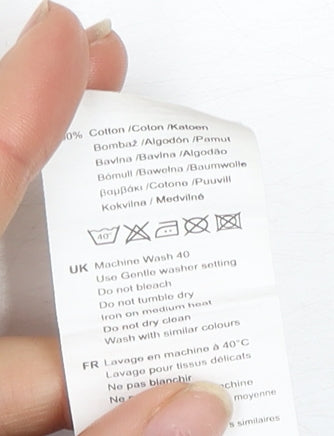 0% Cotton /Coton /Katoen
Bombaž /Algodón /Pamut
Bavlna /Bavlna /Algodão
Bómull /Bawełna /Baumwolle
βαμβάκι /Cotone /Puuvill
Kokvilna / Medvilnė
40°
UK Machine Wash 40
Use Gentle washer setting
Do not bleach
Do not tumble dry
Iron on medium heat
Do not dry clean
Wash with similar colours
FR Lavage en machine à 40°C
Lavage pour tissus délicats
Ne pas blanchir
Ne
moyenne
similaires